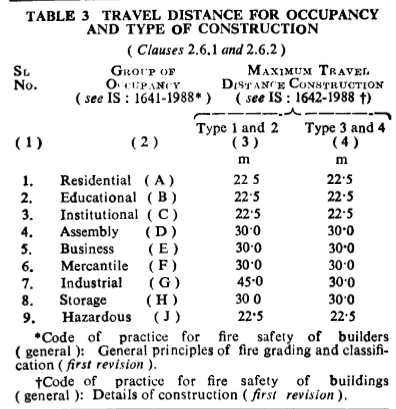 TABLE 3 TRAVEL DISTANCE FOR OCCUPANCY
AND TYPE OF CONSTRUCTION
( Clauses 2.6.1 and 2.6.2 )
SL GROUP OF MAXIMUM TRAVEL
No. OCCUPANCY DISTANCE CONSTRUCTION
( see IS : 1641-1988* ) ( see IS : 1642-1988 † )
Type 1 and 2 Type 3 and 4
( 1 ) ( 2 ) ( 3 ) ( 4 )
m m
1. Residential ( A ) 22 5 22·5
2. Educational ( B ) 22·5 22·5
3. Institutional ( C ) 22·5 22·5
4. Assembly ( D ) 30·0 30·0
5. Business ( E ) 30·0 30·0
6. Mercantile ( F ) 30·0 30·0
7. Industrial ( G ) 45·0 30·0
8. Storage ( H ) 30 0 30·0
9. Hazardous ( J ) 22·5 22·5
*Code of practice for fire safety of builders
( general ): General principles of fire grading and classifi-
cation ( first revision ).
†Code of practice for fire safety of buildings
( general ): Details of construction ( first revision ).